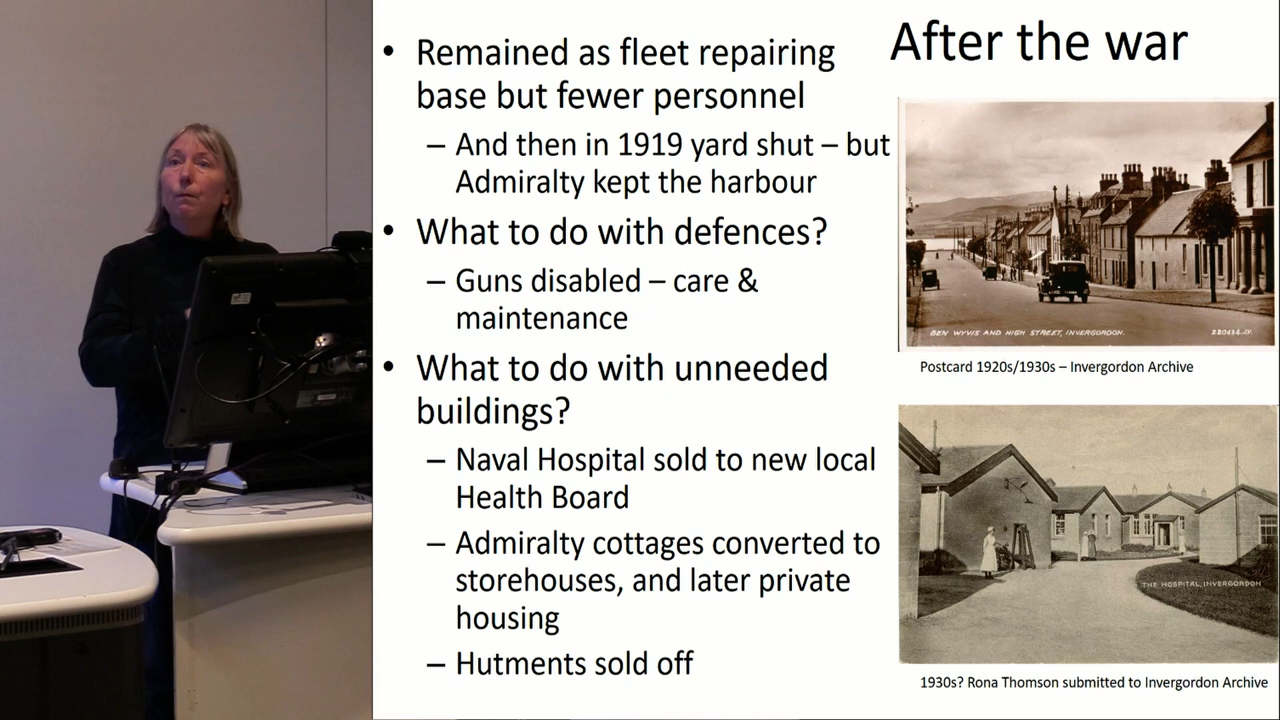 After the war
• Remained as fleet repairing
base but fewer personnel
– And then in 1919 yard shut – but
Admiralty kept the harbour
• What to do with defences?
– Guns disabled – care &
maintenance
• What to do with unneeded
buildings?
– Naval Hospital sold to new local
Health Board
– Admiralty cottages converted to
storehouses, and later private
housing
– Hutments sold off
BEN WYVIS AND HIGH STREET, INVERGORDON.
Postcard 1920s/1930s – Invergordon Archive
THE HOSPITAL, INVERGORDON
1930s? Rona Thomson submitted to Invergordon Archive